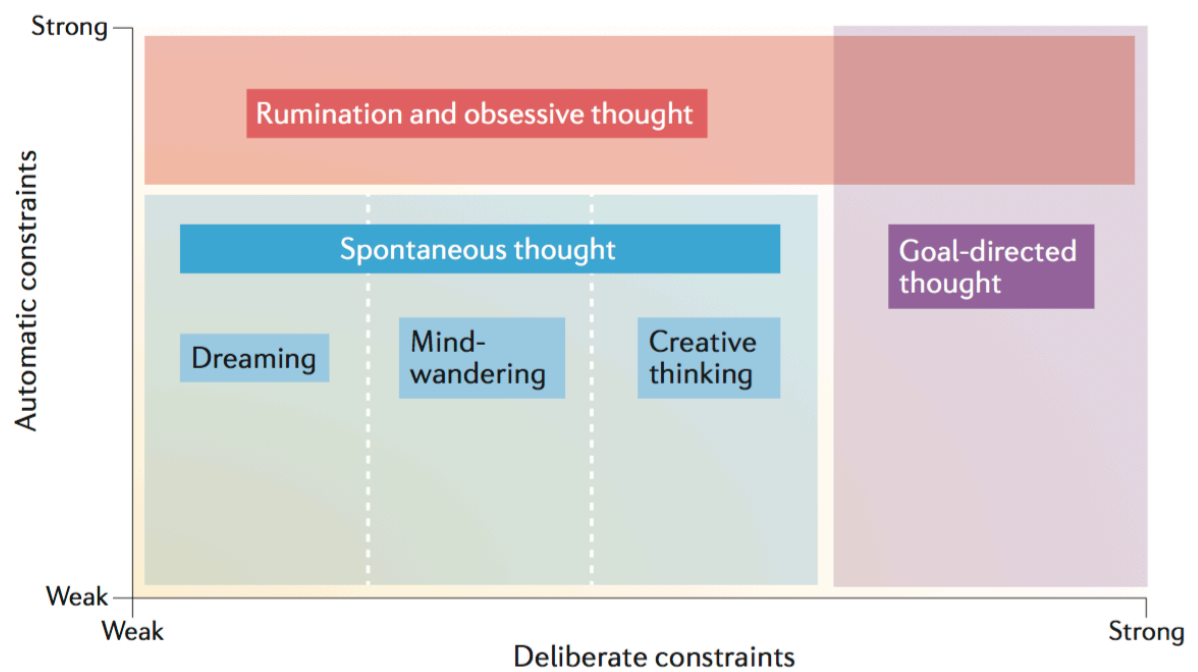 Strong
Rumination and obsessive thought
Automatic constraints
Spontaneous thought
Goal-directed
thought
Dreaming
Mind-
wandering
Creative
thinking
Weak
Weak
Strong
Deliberate constraints